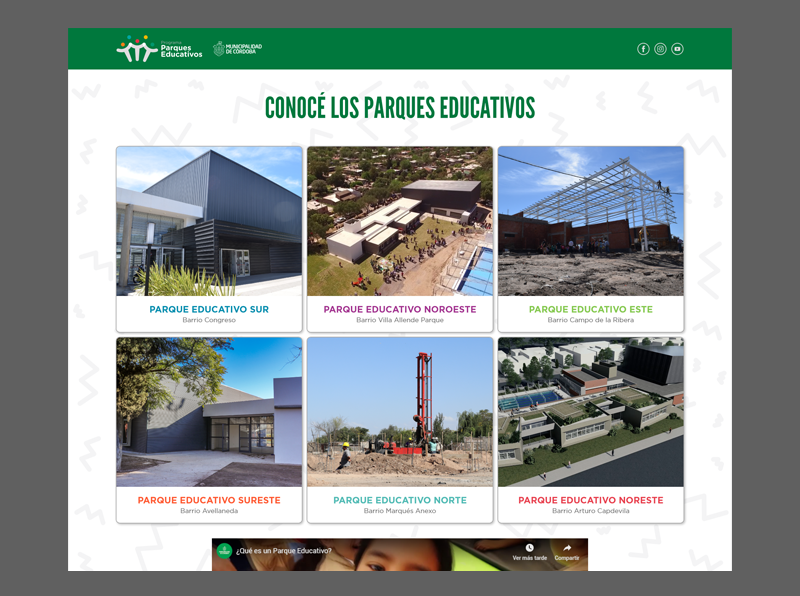 Programa
Parques
Educativos
MUNICIPALIDAD
DE CÓRDOBA
CONOCÉ LOS PARQUES EDUCATIVOS
PARQUE EDUCATIVO SUR
Barrio Congreso
PARQUE EDUCATIVO NOROESTE
Barrio Villa Allende Parque
PARQUE EDUCATIVO ESTE
Barrio Campo de la Ribera
PARQUE EDUCATIVO SURESTE
Barrio Avellaneda
PARQUE EDUCATIVO NORTE
Barrio Marqués Anexo
PARQUE EDUCATIVO NORESTE
Barrio Arturo Capdevila
¿Qué es un Parque Educativo?
Ver más tarde
Compartir